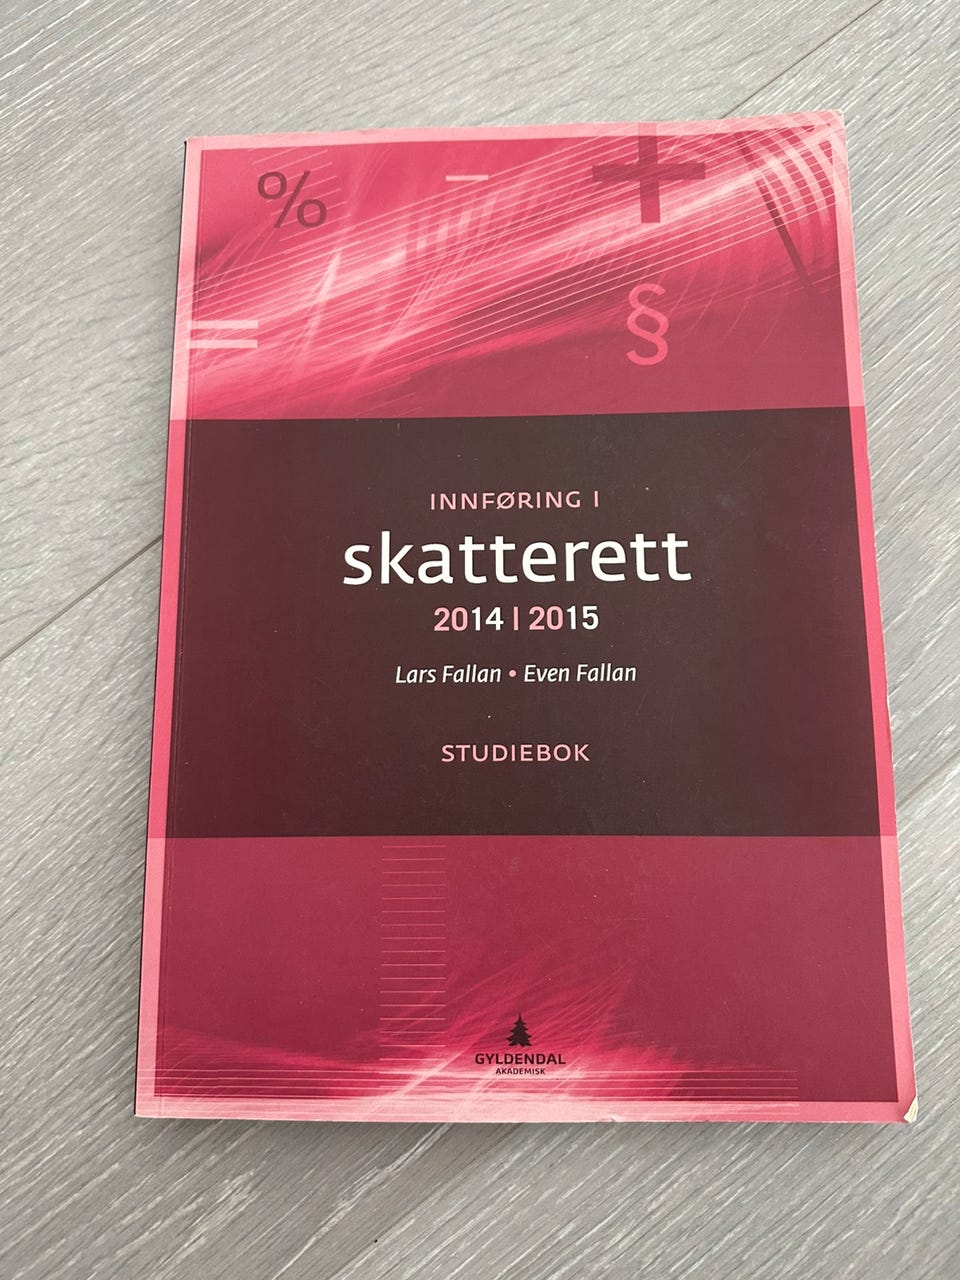 %
–
+
=
§
INNFØRING I
skatterett
2014 | 2015
Lars Fallan • Even Fallan
STUDIEBOK
GYLDENDAL
AKADEMISK